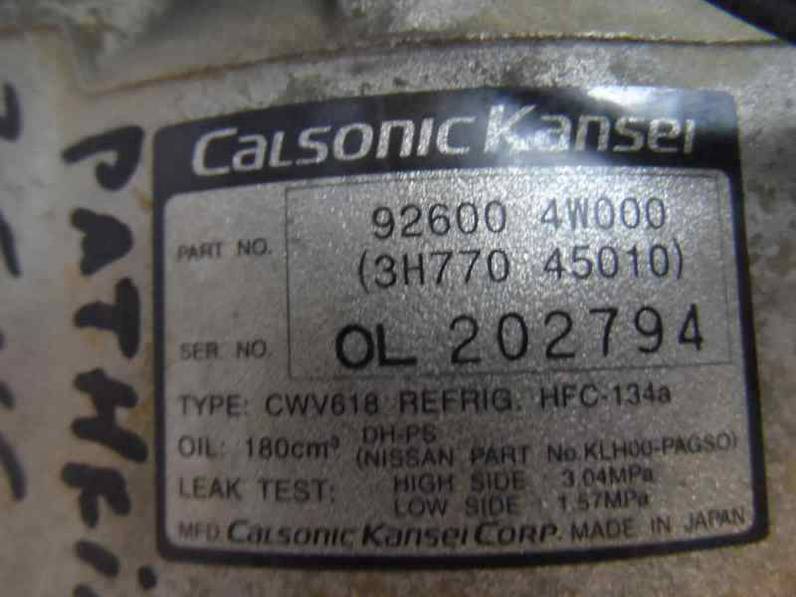 Calsonic Kansei
PART NO. 92600 4W000
(3H770 45010)
SER. NO. OL 202794
TYPE: CWV618 REFRIG. HFC-134a
OIL: 180cm³ DH-PS
(NISSAN PART No.KLH00-PAGSO)
LEAK TEST: HIGH SIDE 3.04MPa
LOW SIDE 1.57MPa
MFD. Calsonic Kansei Corp. MADE IN JAPAN